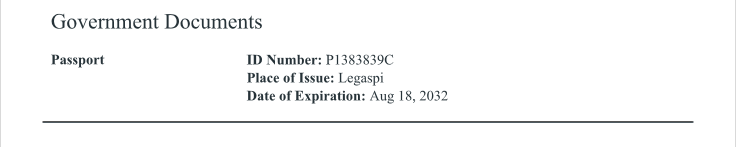 Government Documents
Passport
ID Number: P1383839C
Place of Issue: Legaspi
Date of Expiration: Aug 18, 2032